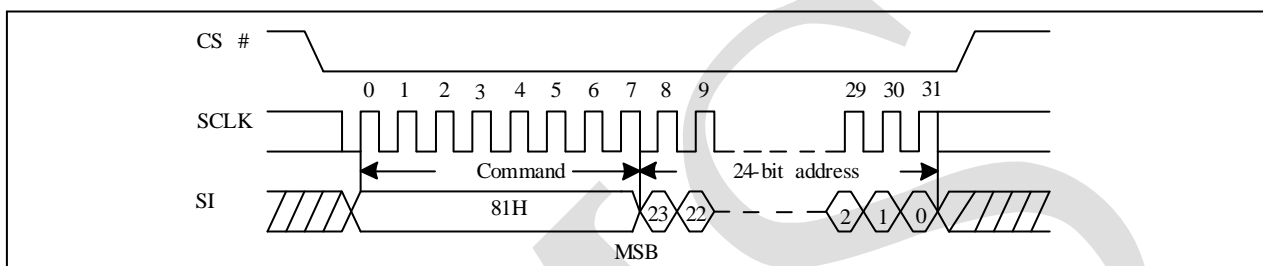 CS #
0 1 2 3 4 5 6 7 8 9 29 30 31
SCLK
Command 24-bit address
SI 81H 23 22 2 1 0
MSB